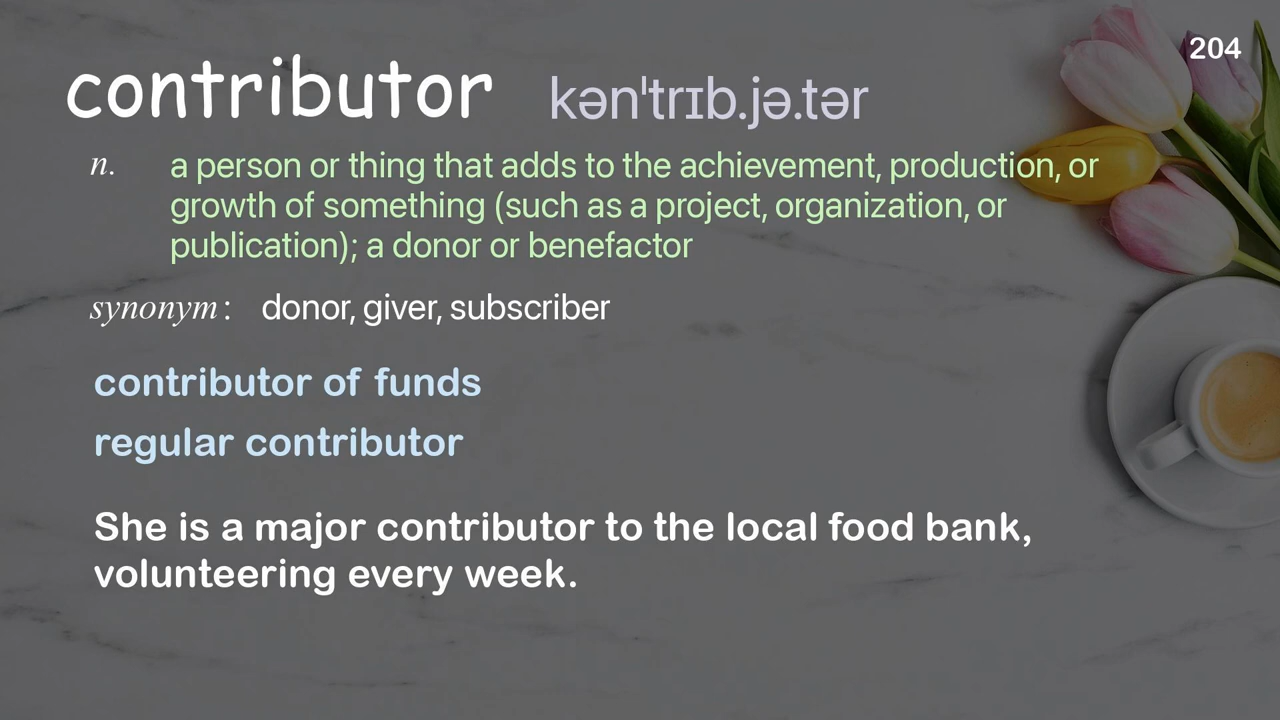 204
contributor kən'trɪb.jə.tər
n. a person or thing that adds to the achievement, production, or
growth of something (such as a project, organization, or
publication); a donor or benefactor
synonym: donor, giver, subscriber
contributor of funds
regular contributor
She is a major contributor to the local food bank,
volunteering every week.